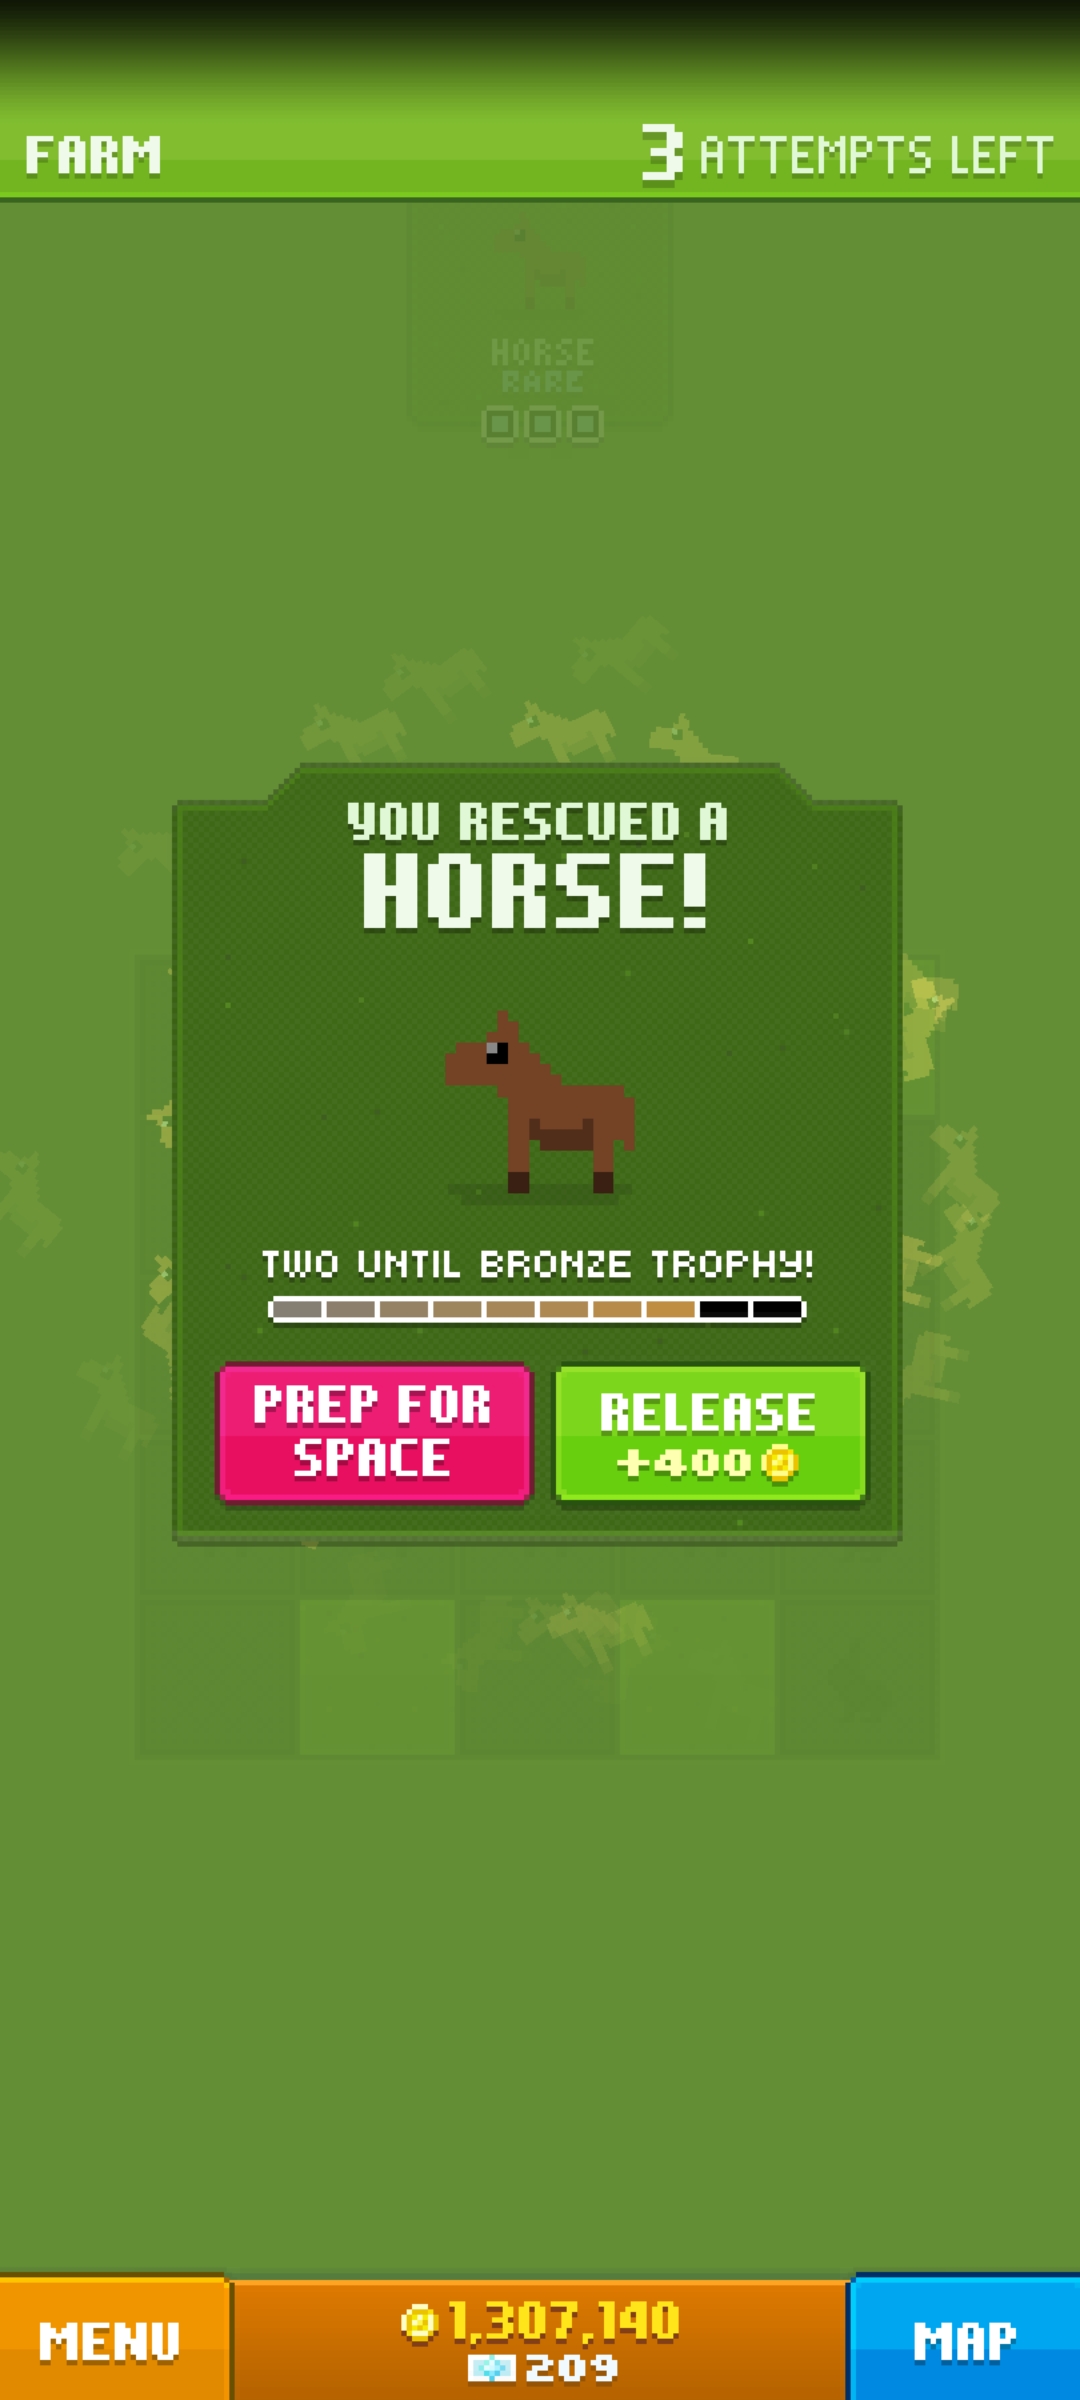 FARM
3 ATTEMPTS LEFT
HORSE
RARE
YOU RESCUED A
HORSE!
TWO UNTIL BRONZE TROPHY!
PREP FOR
SPACE
RELEASE
+400
MENU
1,307,140
209
MAP